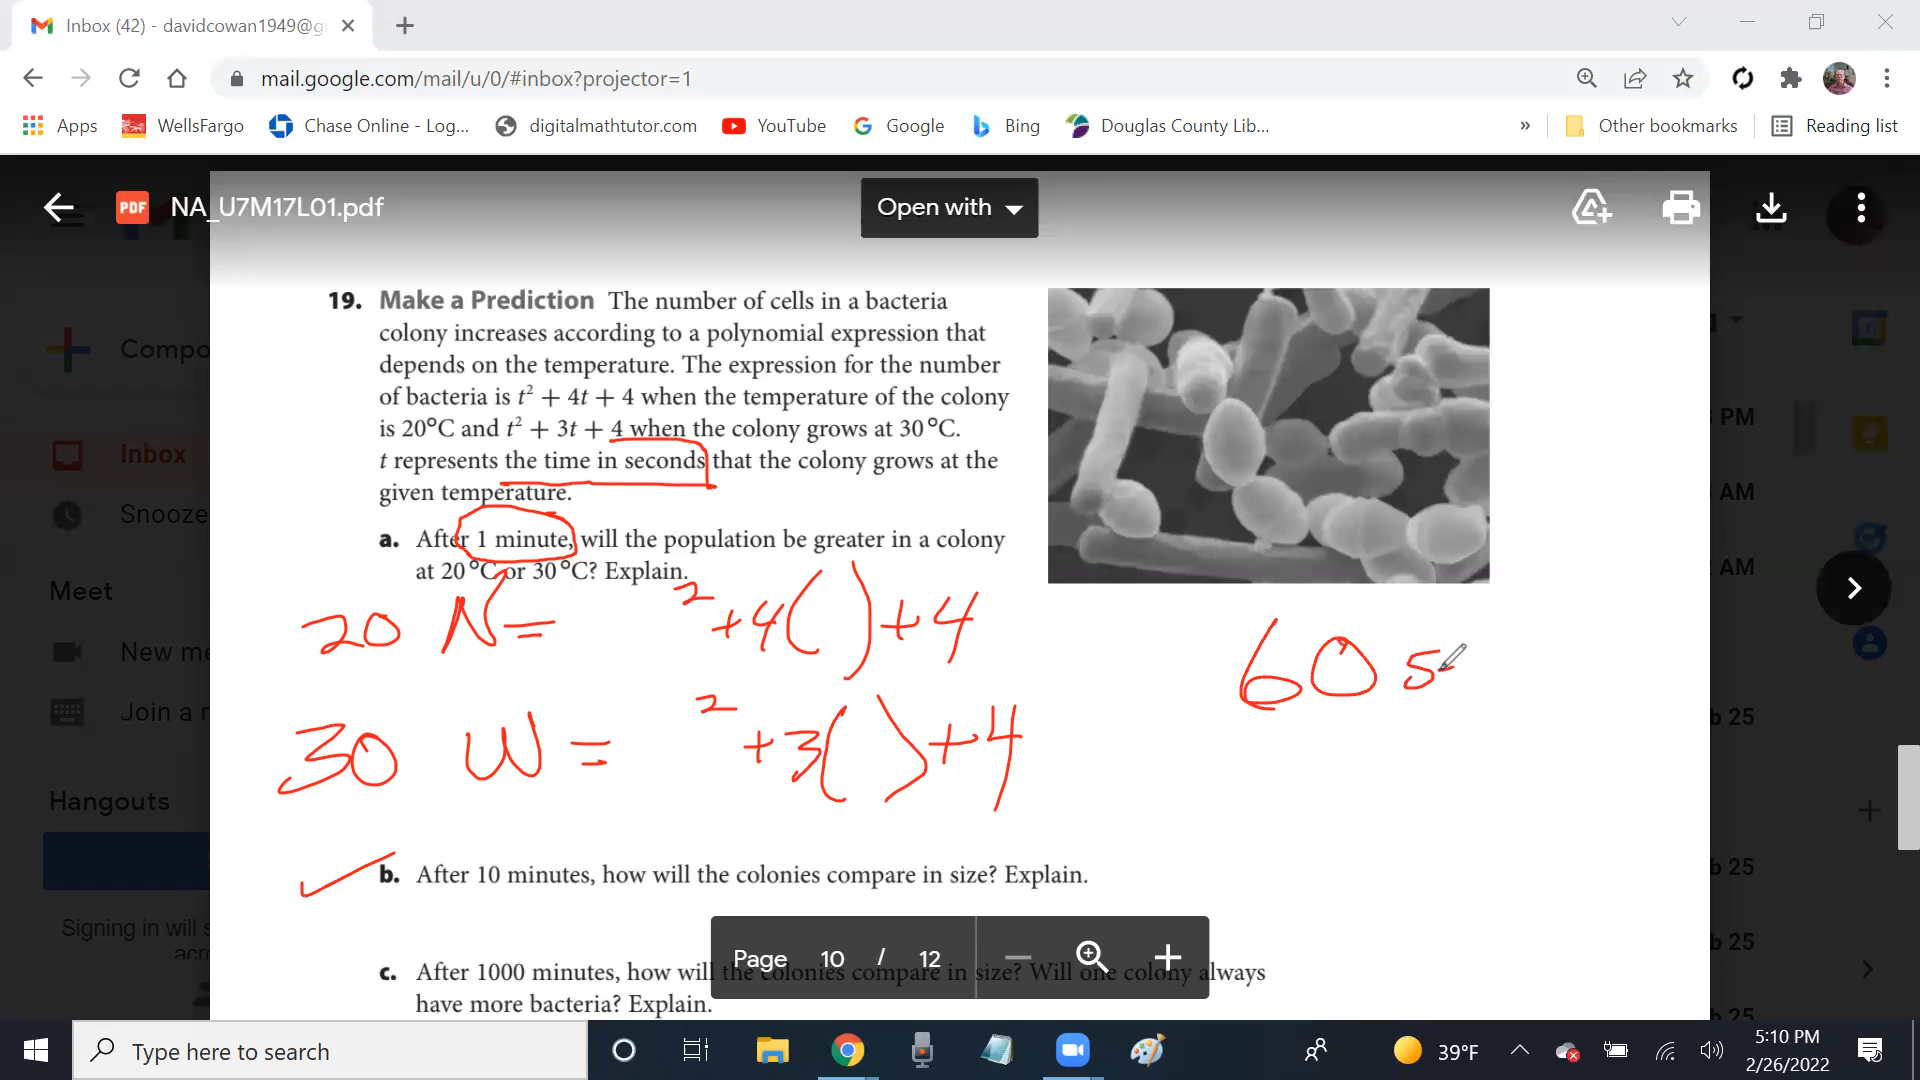 Inbox (42) - davidcowan1949@g
mail.google.com/mail/u/0/#inbox?projector=1
Apps WellsFargo Chase Online - Log... digitalmathtutor.com YouTube Google Bing Douglas County Lib... » Other bookmarks Reading list
PDF NA_U7M17L01.pdf Open with
19. Make a Prediction The number of cells in a bacteria
colony increases according to a polynomial expression that
depends on the temperature. The expression for the number
of bacteria is t² + 4t + 4 when the temperature of the colony
is 20°C and t² + 3t + 4 when the colony grows at 30°C.
t represents the time in seconds that the colony grows at the
given temperature.
a. After 1 minute, will the population be greater in a colony
at 20°C or 30°C? Explain.
20 N = ² +4( ) +4
60 s
30 W = ² +3( ) +4
b. After 10 minutes, how will the colonies compare in size? Explain.
c. After 1000 minutes, how will the colonies compare in size? Will one colony always
have more bacteria? Explain.
Page 10 / 12
Compo
Inbox
Snooze
Meet
New me
Join a
Hangouts
Signing in will
PM
AM
AM
b 25
b 25
b 25
b 25
Type here to search
39°F
5:10 PM
2/26/2022